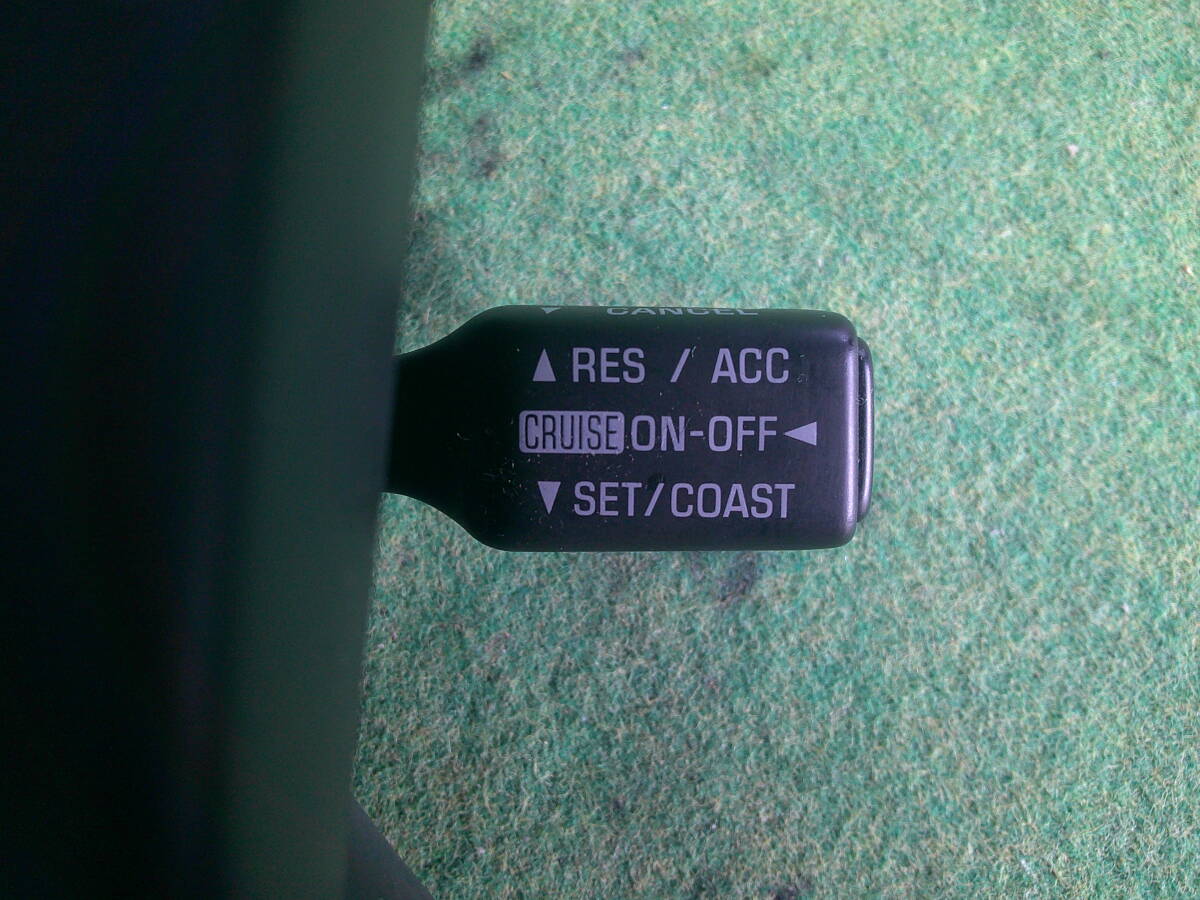 ▼ CANCEL
▲ RES / ACC
CRUISE ON-OFF ◀
▼ SET/COAST